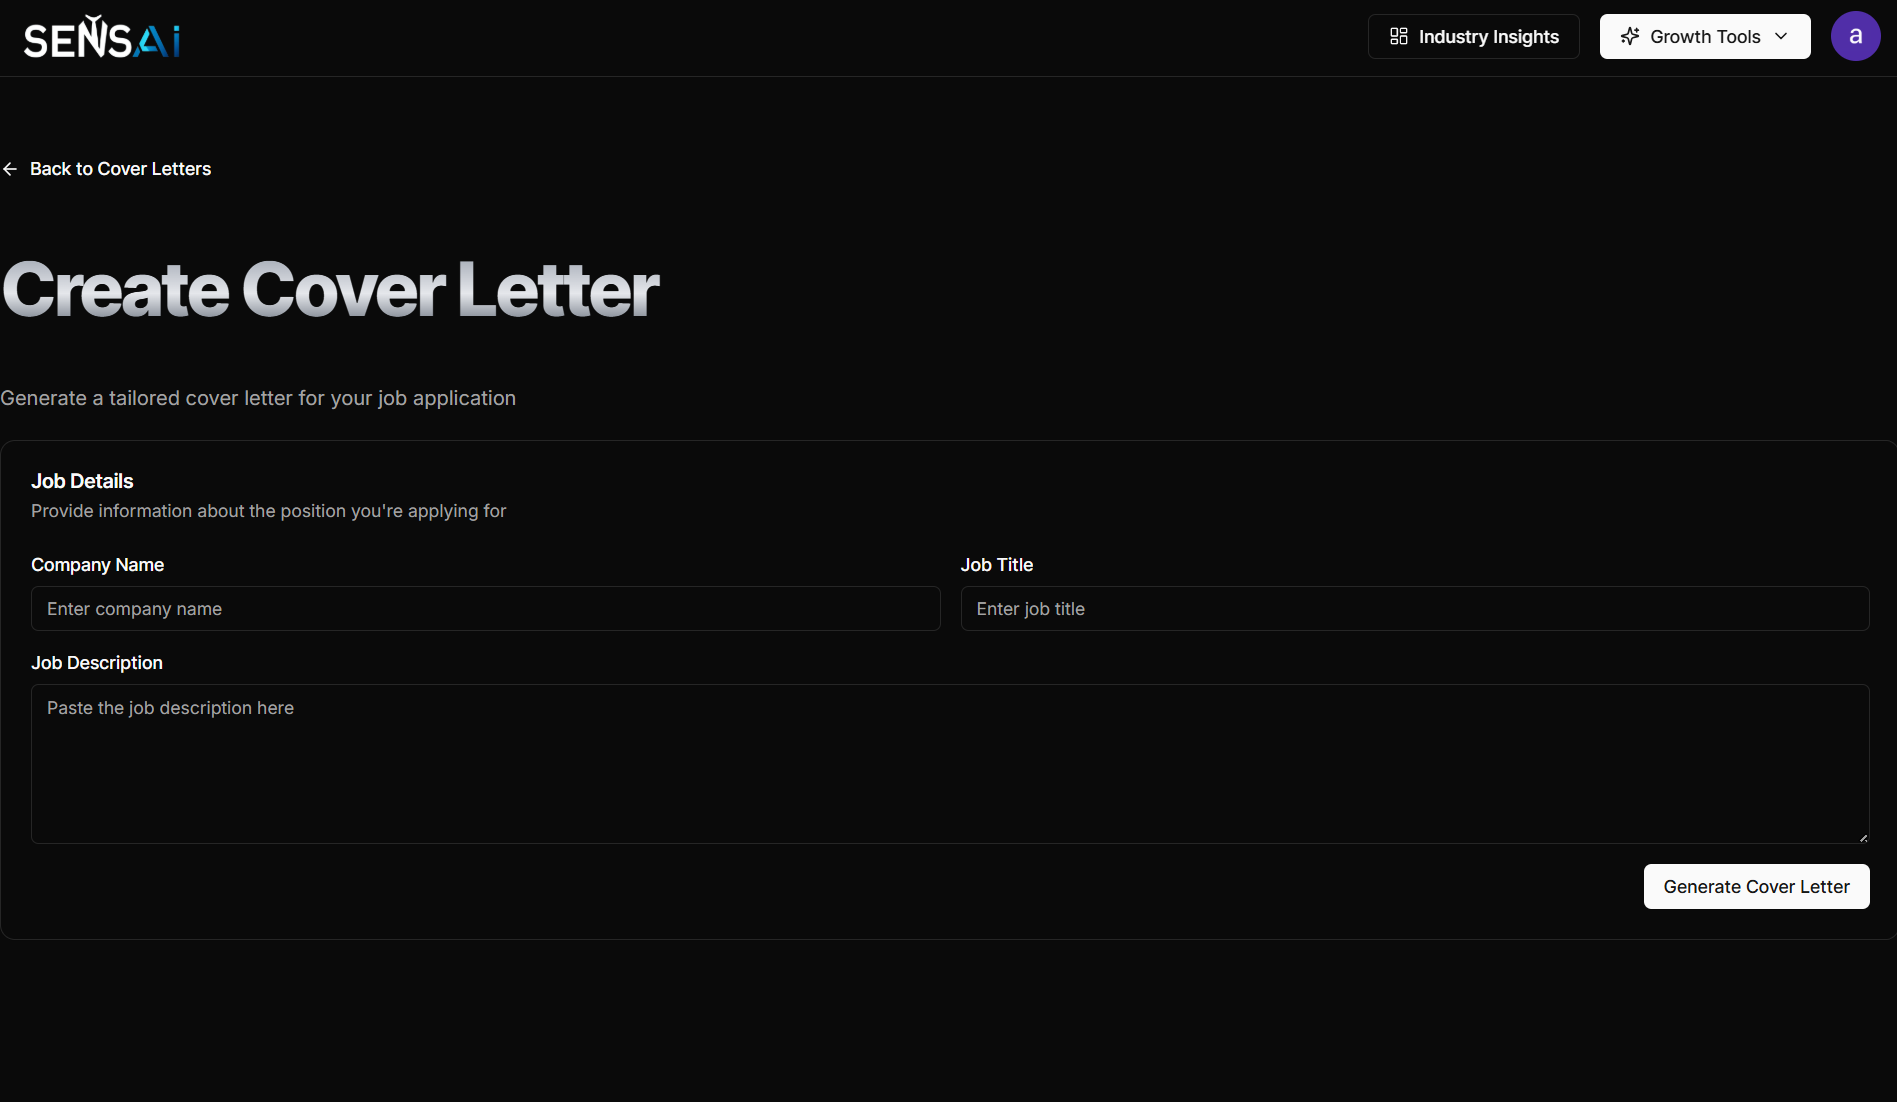 SENSAi
Industry Insights
Growth Tools
a
Back to Cover Letters
Create Cover Letter
Generate a tailored cover letter for your job application
Job Details
Provide information about the position you're applying for
Company Name
Job Title
Enter company name
Enter job title
Job Description
Paste the job description here
Generate Cover Letter